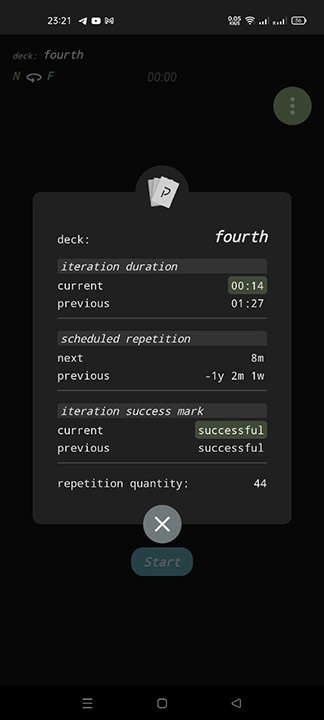 23:21 0.05 KB/S 56
deck: fourth
N F 00:00
deck: fourth
iteration duration
current 00:14
previous 01:27
scheduled repetition
next 8m
previous -1y 2m 1w
iteration success mark
current successful
previous successful
repetition quantity: 44
Start